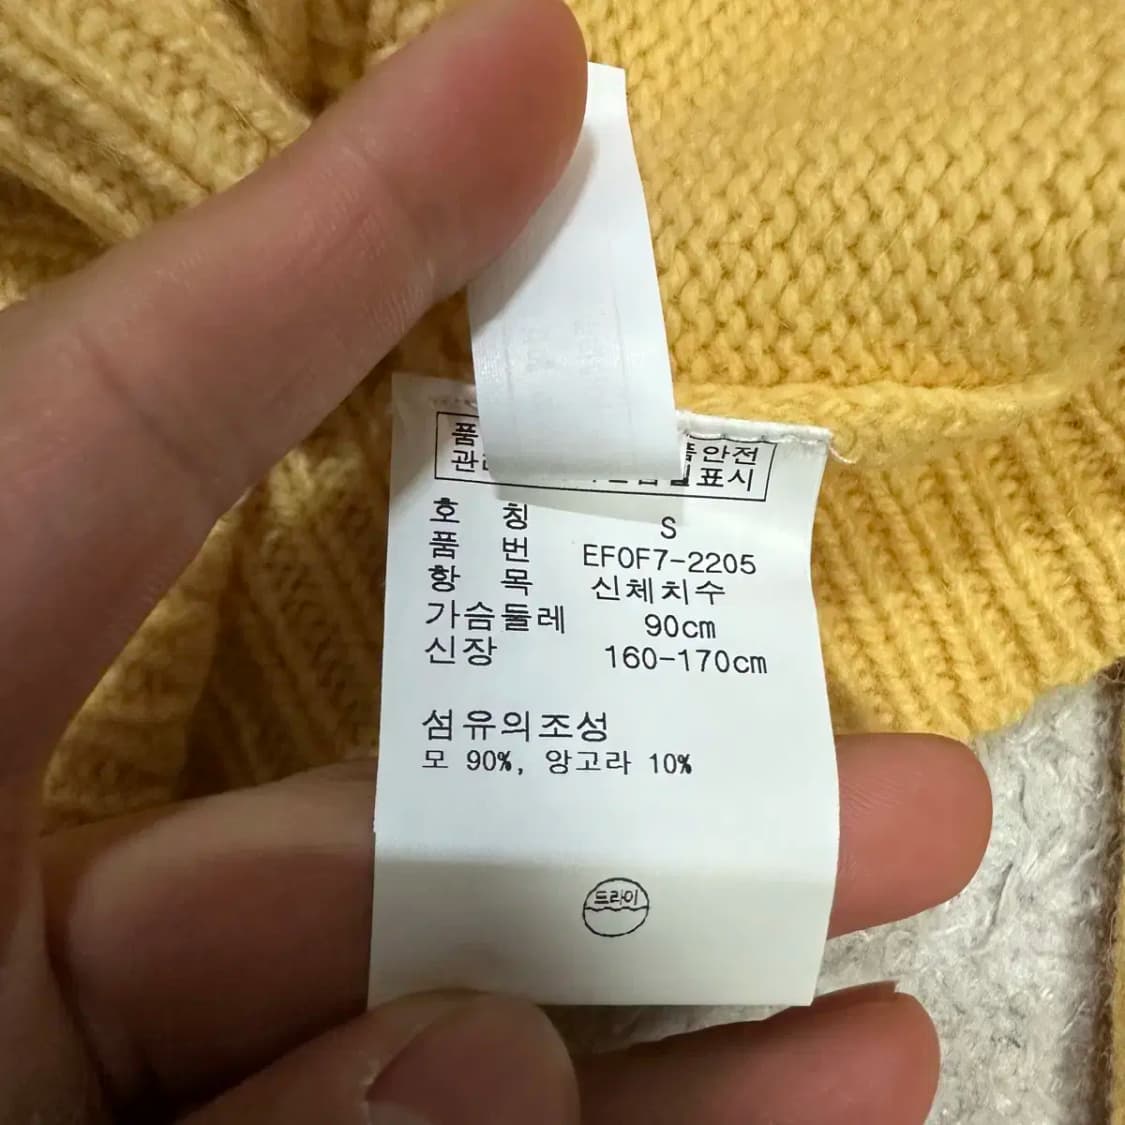 품 품안전
관 표시
호 칭 S
품 번 EF0F7-2205
항 목 신체치수
가슴둘레 90cm
신장 160-170cm
섬유의조성
모 90%, 앙고라 10%
드라이